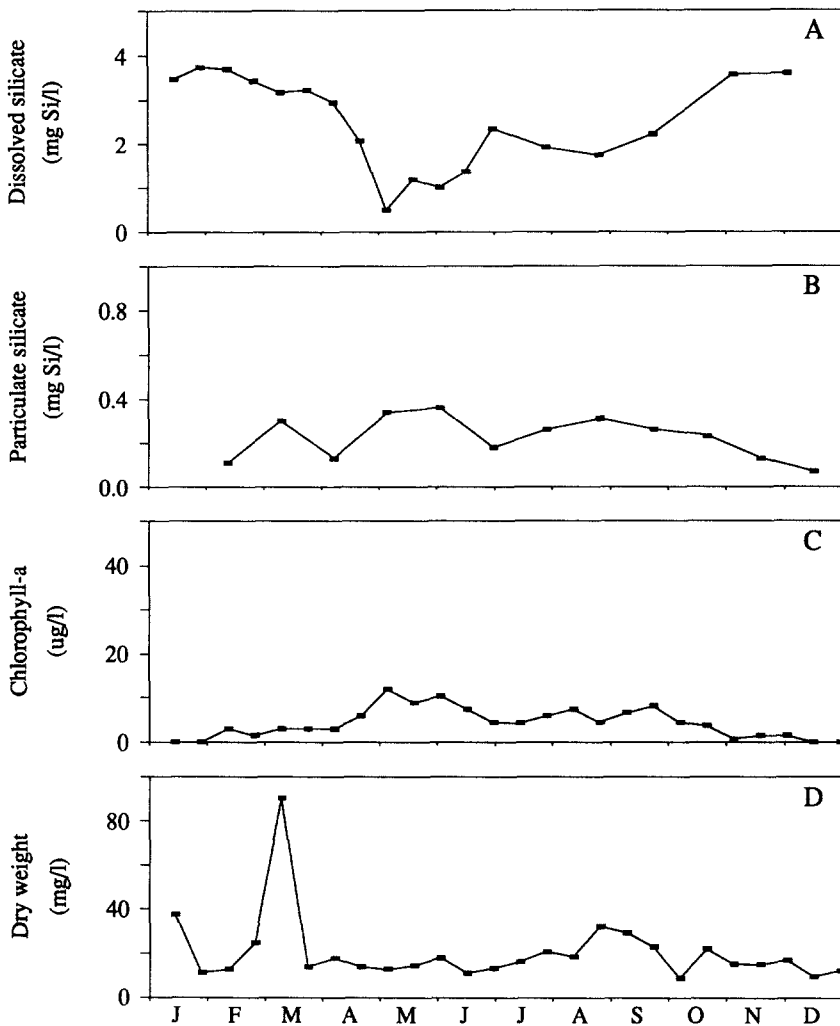 A
Dissolved silicate
(mg Si/l)
4
2
0
B
Particulate silicate
(mg Si/l)
0.8
0.4
0.0
C
Chlorophyll-a
(ug/l)
40
20
0
D
Dry weight
(mg/l)
80
40
0
J F M A M J J A S O N D